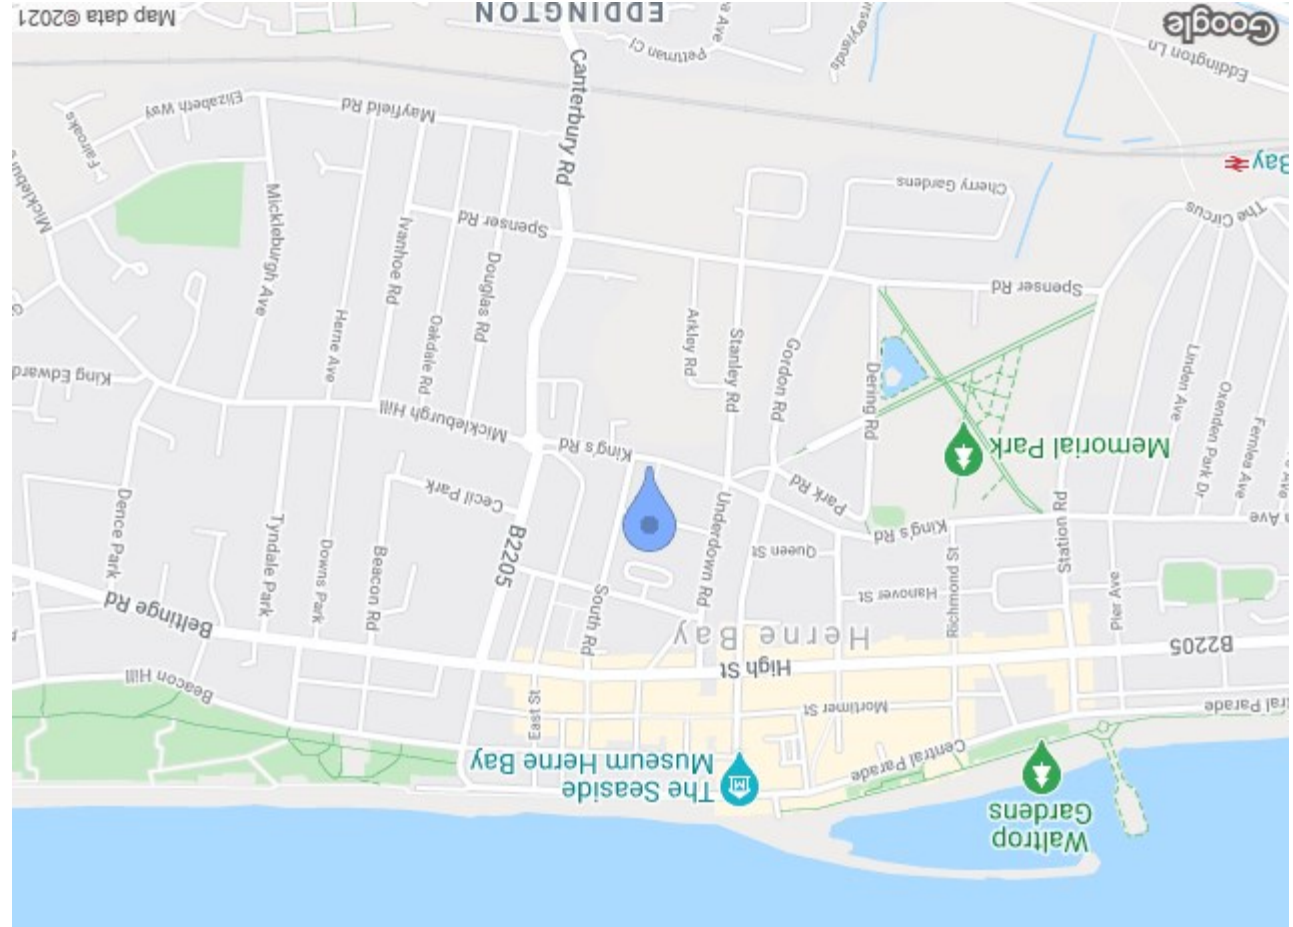 Waltrop
Gardens
The Seaside
Museum Herne Bay
Central Parade
ral Parade
East St
Mortimer St
Beacon Hill
B2205
High St
Herne Bay
Beltinge Rd
Pier Ave
Richmond St
Hanover St
South Rd
Station Rd
Queen St
Underdown Rd
B2205
Beacon Rd
Downs Park
Tyndale Park
Dence Park
King's Rd
Park Rd
Cecil Park
Memorial Park
King's Rd
Mickleburgh Hill
Fernlea Ave
Oxenden Park Dr
Linden Ave
Dering Rd
Gordon Rd
Stanley Rd
Arkley Rd
Oakdale Rd
Herne Ave
King Edward
Spenser Rd
Douglas Rd
Ivanhoe Rd
Mickleburgh Ave
The Circus
Spenser Rd
Cherry Gardens
Bay
Canterbury Rd
Mayfield Rd
Elizabeth Way
Fairoaks
Eddington Ln
Pettman Cl
EDDINGTON
Google
Map data ©2021